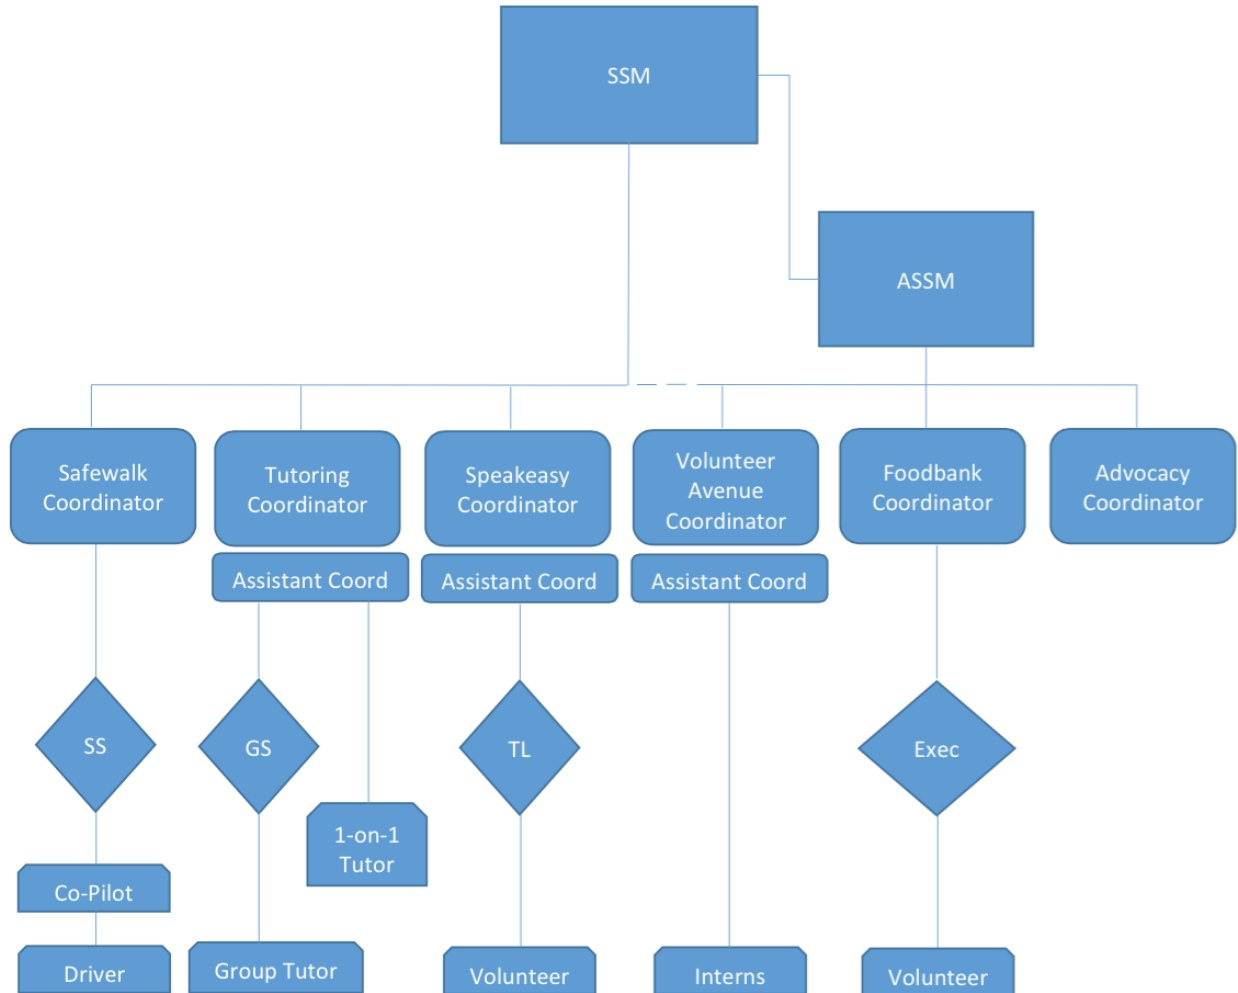 SSM
ASSM
Safewalk
Coordinator
Tutoring
Coordinator
Speakeasy
Coordinator
Volunteer
Avenue
Coordinator
Foodbank
Coordinator
Advocacy
Coordinator
Assistant Coord
Assistant Coord
Assistant Coord
SS
GS
TL
Exec
1-on-1
Tutor
Co-Pilot
Driver
Group Tutor
Volunteer
Interns
Volunteer